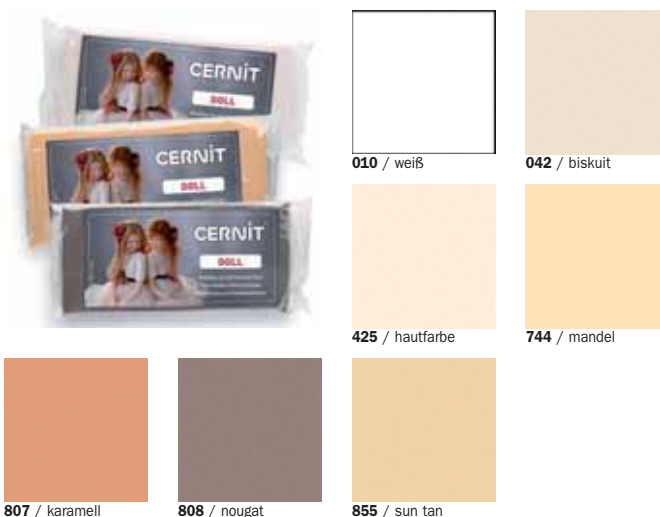 CERNIT
DOLL
CERNIT
DOLL
CERNIT
DOLL
010 / weiß
042 / biskuit
425 / hautfarbe
744 / mandel
807 / karamell
808 / nougat
855 / sun tan